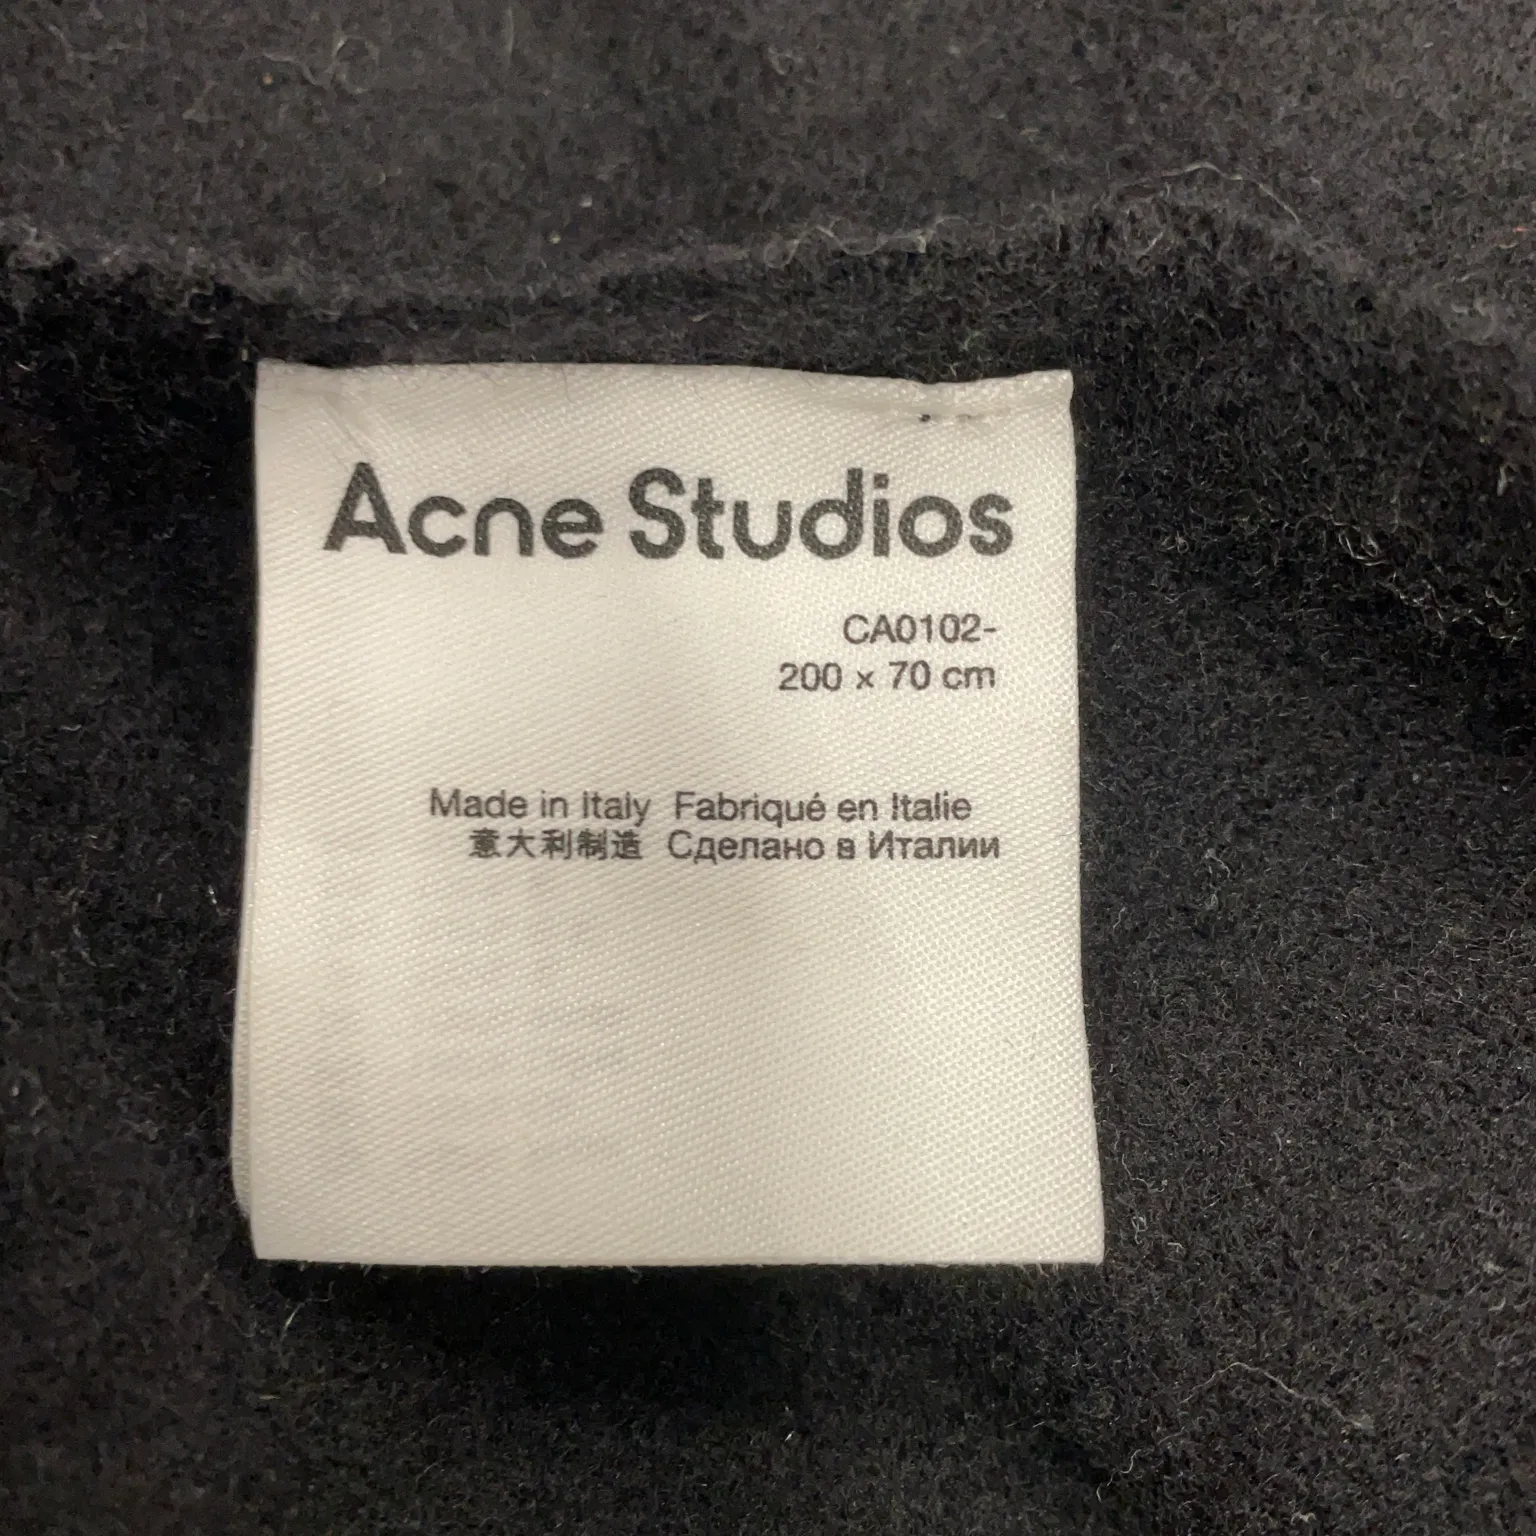 Acne Studios
CA0102-
200 x 70 cm
Made in Italy Fabriqué en Italie
意大利制造 Сделано в Италии